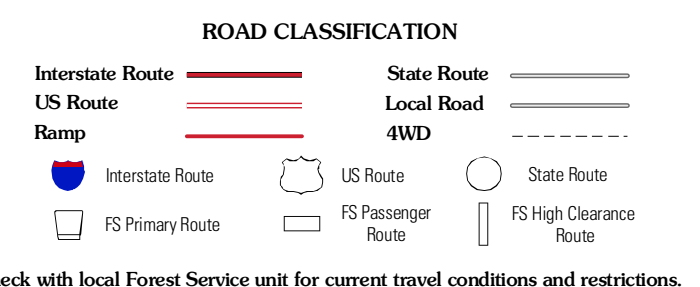 ROAD CLASSIFICATION
Interstate Route
State Route
US Route
Local Road
Ramp
4WD
Interstate Route
US Route
State Route
FS Primary Route
FS Passenger
Route
FS High Clearance
Route
with local Forest Service unit for current travel conditions and restrictions.